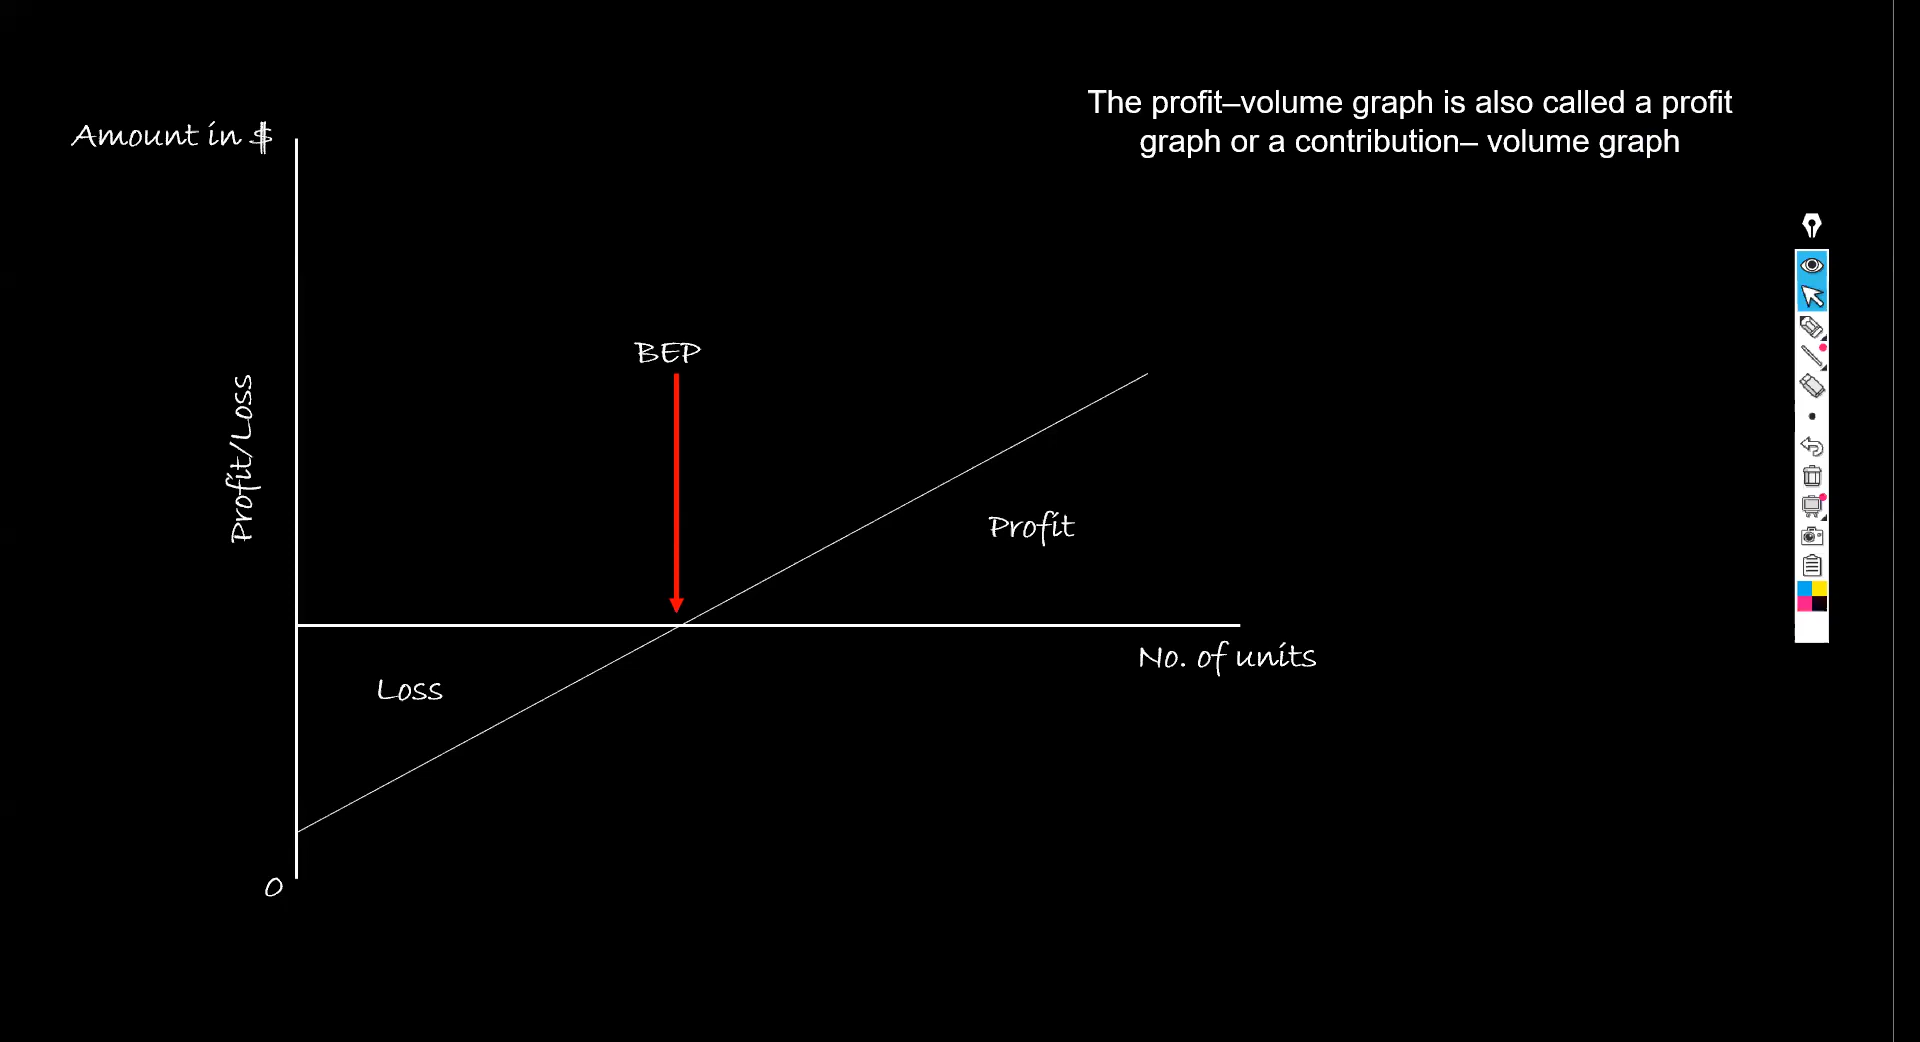 The profit–volume graph is also called a profit
graph or a contribution– volume graph
Amount in $
BEP
Profit/Loss
Profit
No. of units
Loss
0